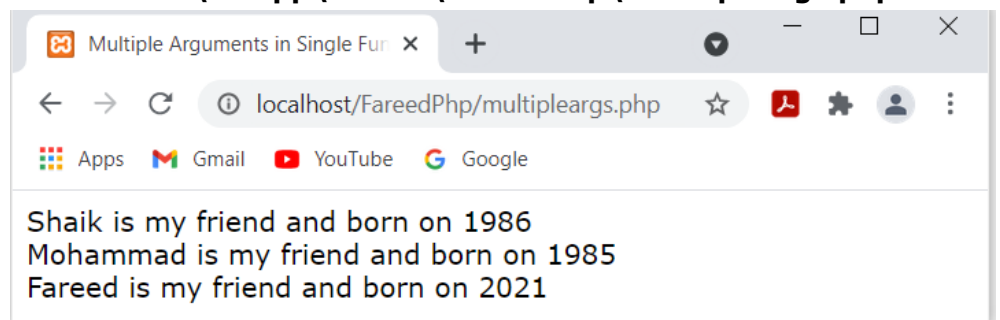 Multiple Arguments in Single Fun
localhost/FareedPhp/multipleargs.php
Apps Gmail YouTube Google
Shaik is my friend and born on 1986
Mohammad is my friend and born on 1985
Fareed is my friend and born on 2021